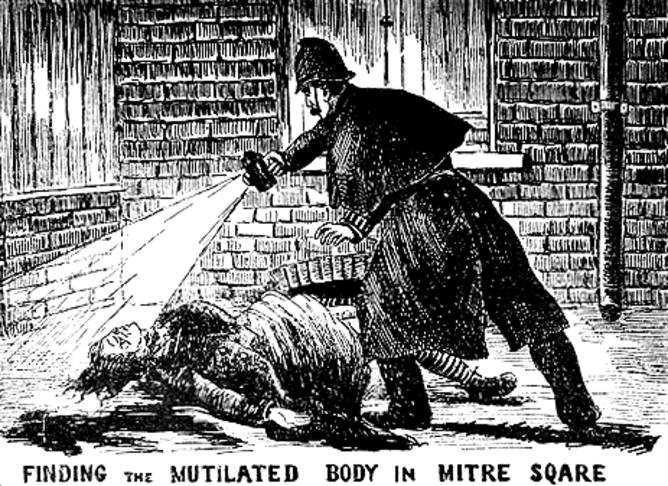 FINDING THE MUTILATED BODY IN MITRE SQARE